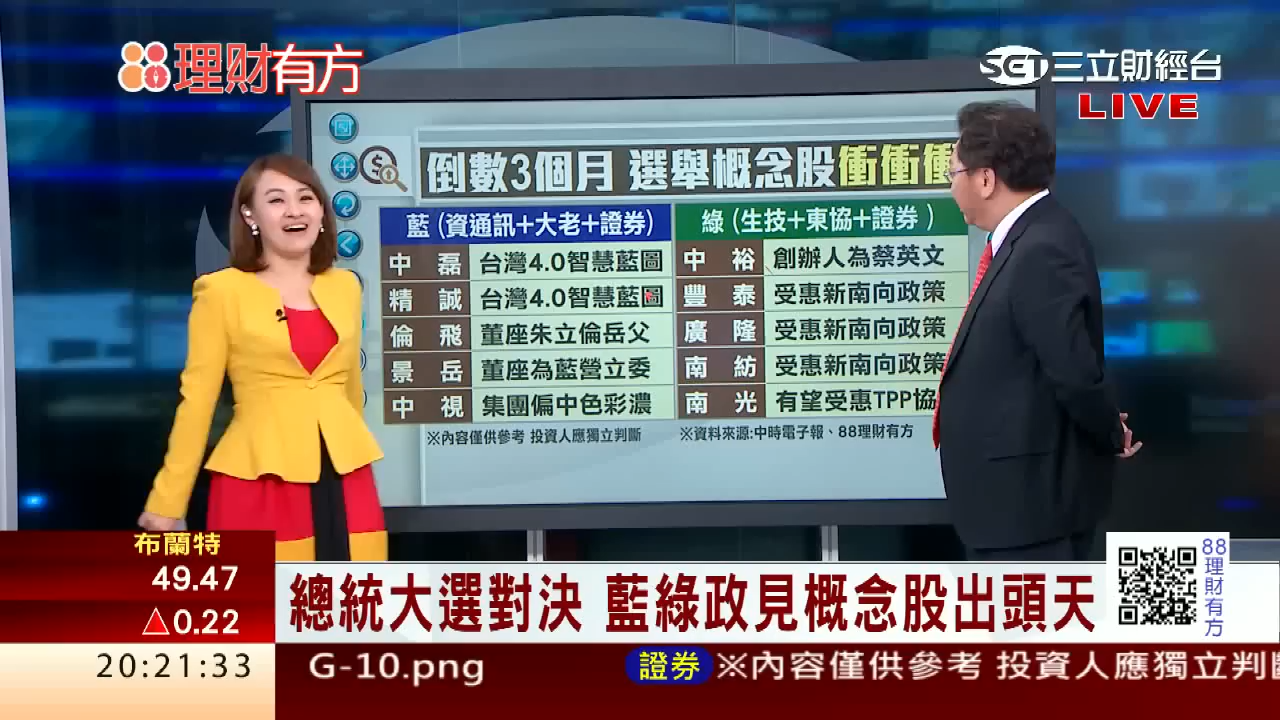 88理財有方
SET三立財經台
LIVE
倒數3個月 選舉概念股衝衝
藍(資通訊+大老+證券)
綠(生技+東協+證券)
中磊 台灣4.0智慧藍圖
中裕 創辦人為蔡英文
精誠 台灣4.0智慧藍圖
豐泰 受惠新南向政策
倫飛 董座朱立倫岳父
廣隆 受惠新南向政策
景岳 董座為藍營立委
南紡 受惠新南向政策
中視 集團偏中色彩濃
南光 有望受惠TPP協
※內容僅供參考 投資人應獨立判斷
※資料來源:中時電子報、88理財有方
布蘭特
49.47
△0.22
總統大選對決 藍綠政見概念股出頭天
88理財有方
20:21:33
G-10.png
證券
※內容僅供參考 投資人應獨立判斷